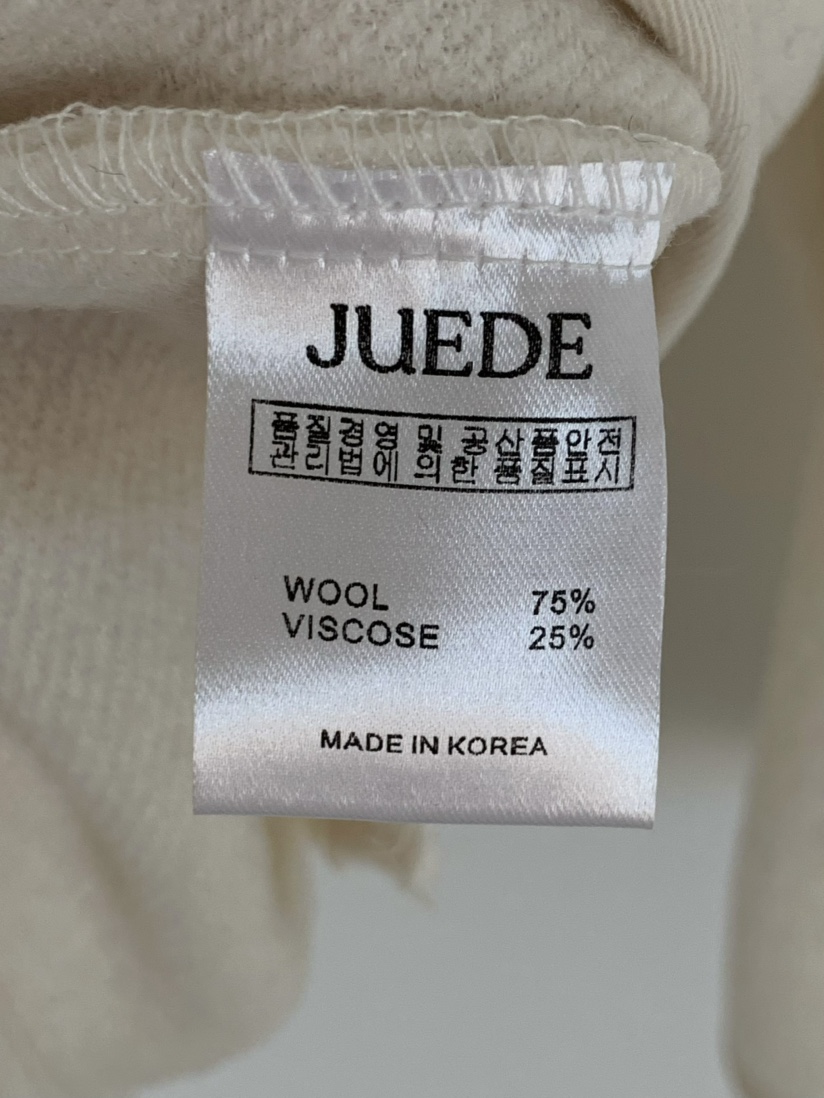 JUEDE
품질경영 및 공산품안전
관리법에 의한 품질표시
WOOL 75%
VISCOSE 25%
MADE IN KOREA